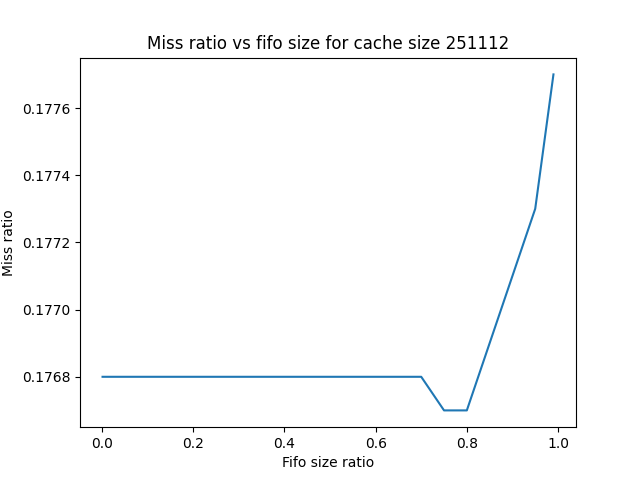 Miss ratio vs fifo size for cache size 251112
0.1776
0.1774
0.1772
0.1770
0.1768
Miss ratio
0.0 0.2 0.4 0.6 0.8 1.0
Fifo size ratio